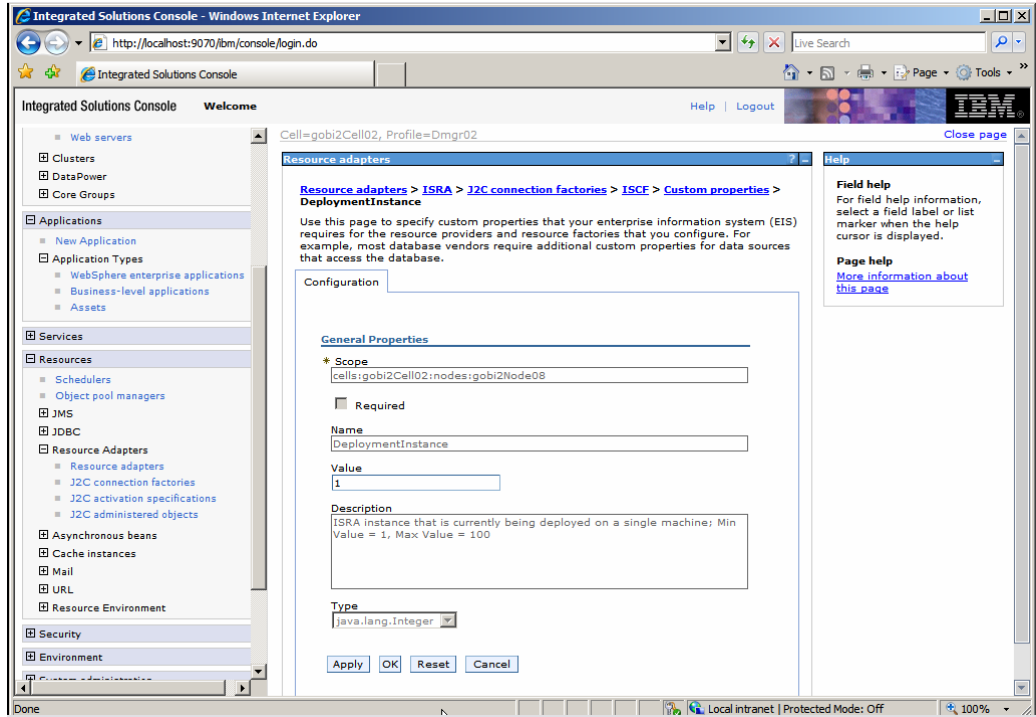 Integrated Solutions Console - Windows Internet Explorer
http://localhost:9070/ibm/console/login.do
Live Search
Integrated Solutions Console
Page
Tools
Integrated Solutions Console Welcome
Help | Logout
IBM
Web servers
Clusters
DataPower
Core Groups
Applications
New Application
Application Types
WebSphere enterprise applications
Business-level applications
Assets
Services
Resources
Schedulers
Object pool managers
JMS
JDBC
Resource Adapters
Resource adapters
J2C connection factories
J2C activation specifications
J2C administered objects
Asynchronous beans
Cache instances
Mail
URL
Resource Environment
Security
Environment
System administration
Cell=gobi2Cell02, Profile=Dmgr02
Close page
Resource adapters
?
Resource adapters > ISRA > J2C connection factories > ISCF > Custom properties >
DeploymentInstance
Use this page to specify custom properties that your enterprise information system (EIS)
requires for the resource providers and resource factories that you configure. For
example, most database vendors require additional custom properties for data sources
that access the database.
Configuration
General Properties
* Scope
cells:gobi2Cell02:nodes:gobi2Node08
Required
Name
DeploymentInstance
Value
1
Description
ISRA instance that is currently being deployed on a single machine; Min
Value = 1, Max Value = 100
Type
java.lang.Integer
Apply OK Reset Cancel
Help
Field help
For field help information,
select a field label or list
marker when the help
cursor is displayed.
Page help
More information about
this page
Done
Local intranet | Protected Mode: Off
100%